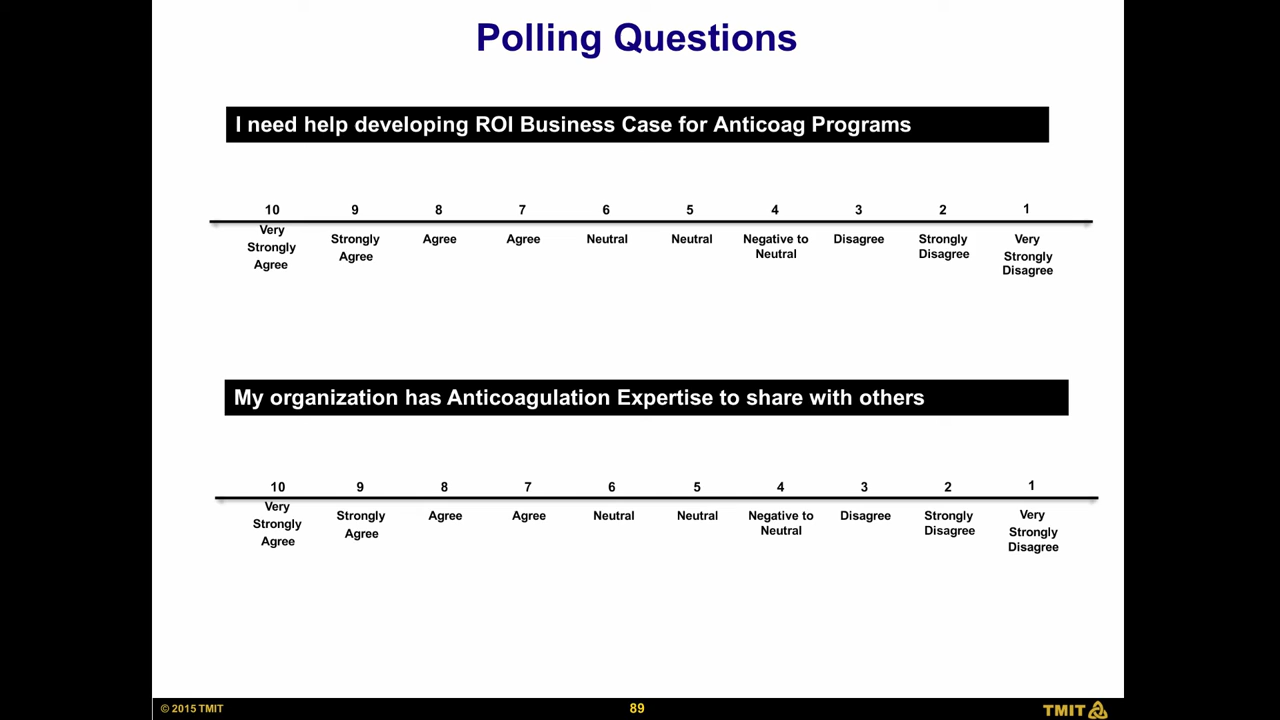 Polling Questions
I need help developing ROI Business Case for Anticoag Programs
10 9 8 7 6 5 4 3 2 1
Very Strongly Agree Agree Neutral Neutral Negative to Disagree Strongly Very
Strongly Agree Neutral Disagree Strongly
Agree Disagree
My organization has Anticoagulation Expertise to share with others
10 9 8 7 6 5 4 3 2 1
Very Strongly Agree Agree Neutral Neutral Negative to Disagree Strongly Very
Strongly Agree Neutral Disagree Strongly
Agree Disagree
© 2015 TMIT 89 TMIT